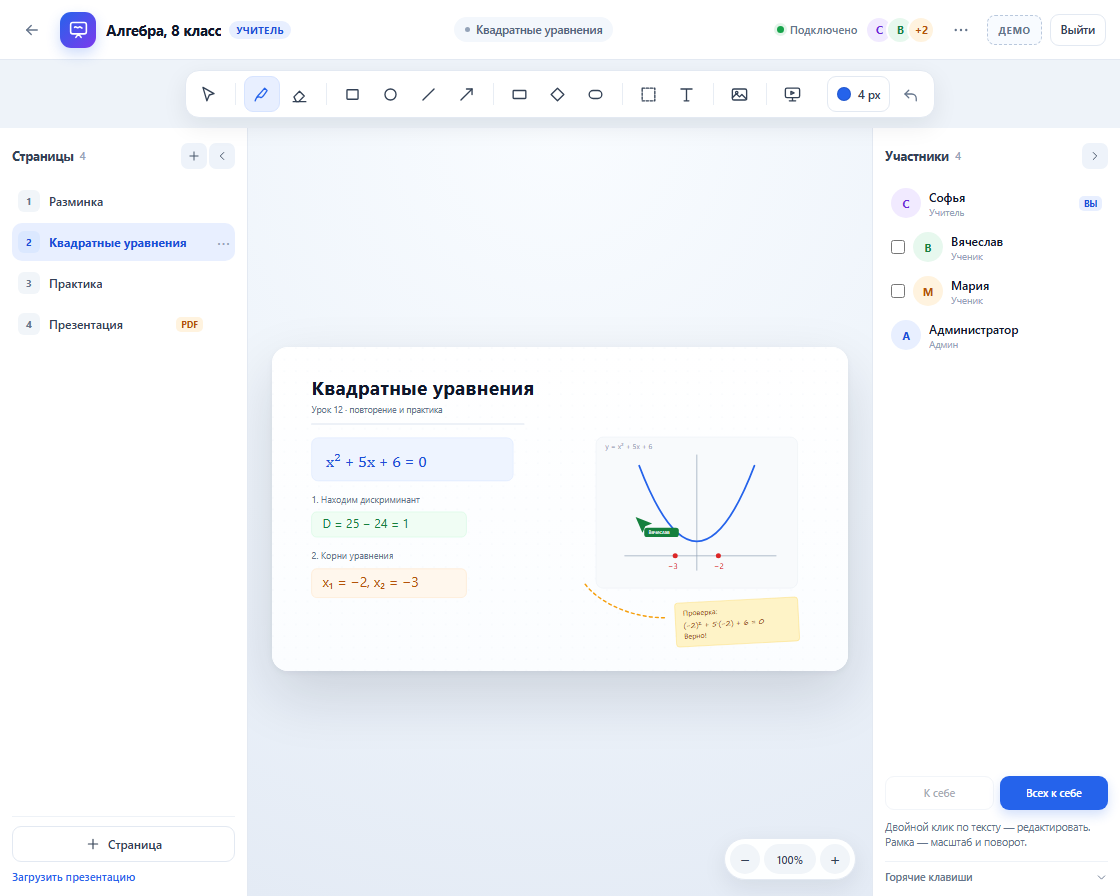 Алгебра, 8 класс
УЧИТЕЛЬ
Квадратные уравнения
Подключено
С
В
+2
ДЕМО
Выйти
4 px
Страницы 4
1 Разминка
2 Квадратные уравнения
3 Практика
4 Презентация PDF
Страница
Загрузить презентацию
Квадратные уравнения
Урок 12 · повторение и практика
x² + 5x + 6 = 0
1. Находим дискриминант
D = 25 − 24 = 1
2. Корни уравнения
x₁ = −2, x₂ = −3
y = x² + 5x + 6
Вячеслав
−3
−2
Проверка:
(−2)² + 5·(−2) + 6 = 0
Верно!
100%
Участники 4
С
Софья
Учитель
ВЫ
В
Вячеслав
Ученик
М
Мария
Ученик
А
Администратор
Админ
К себе
Всех к себе
Двойной клик по тексту — редактировать.
Рамка — масштаб и поворот.
Горячие клавиши